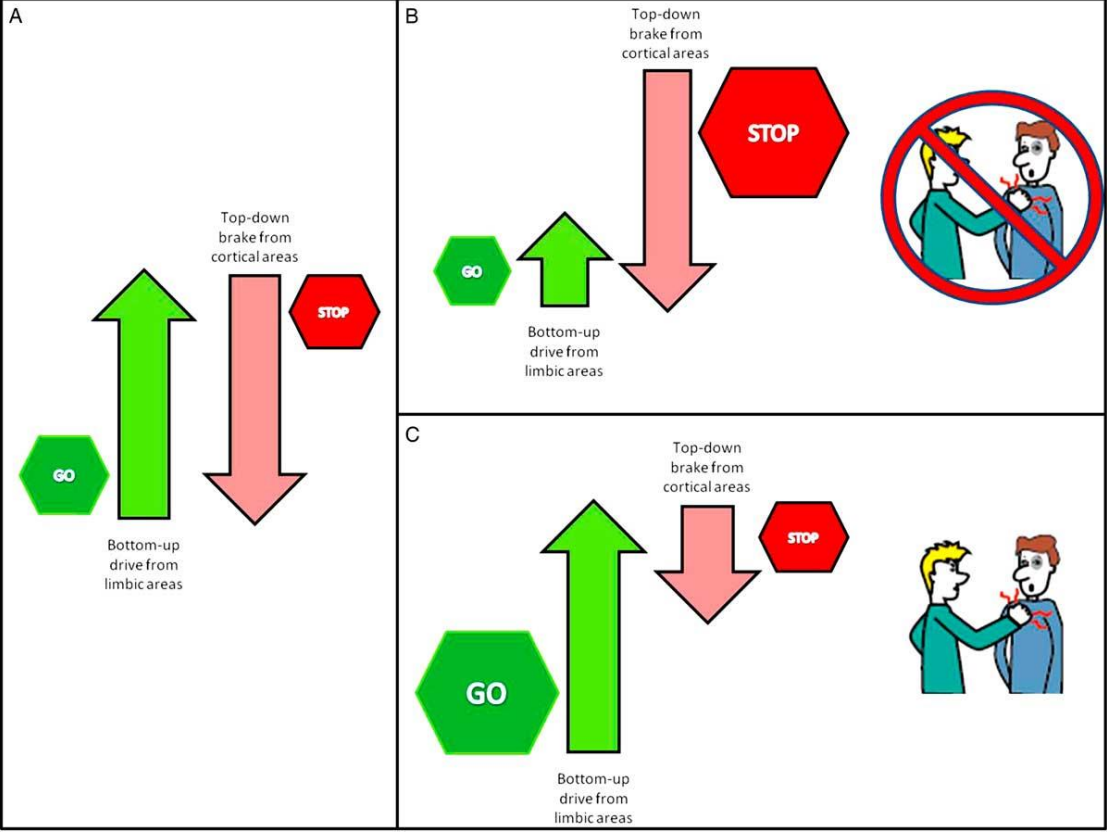 A
Top-down
brake from
cortical areas
STOP
GO
Bottom-up
drive from
limbic areas
B
Top-down
brake from
cortical areas
STOP
GO
Bottom-up
drive from
limbic areas
C
Top-down
brake from
cortical areas
STOP
GO
Bottom-up
drive from
limbic areas